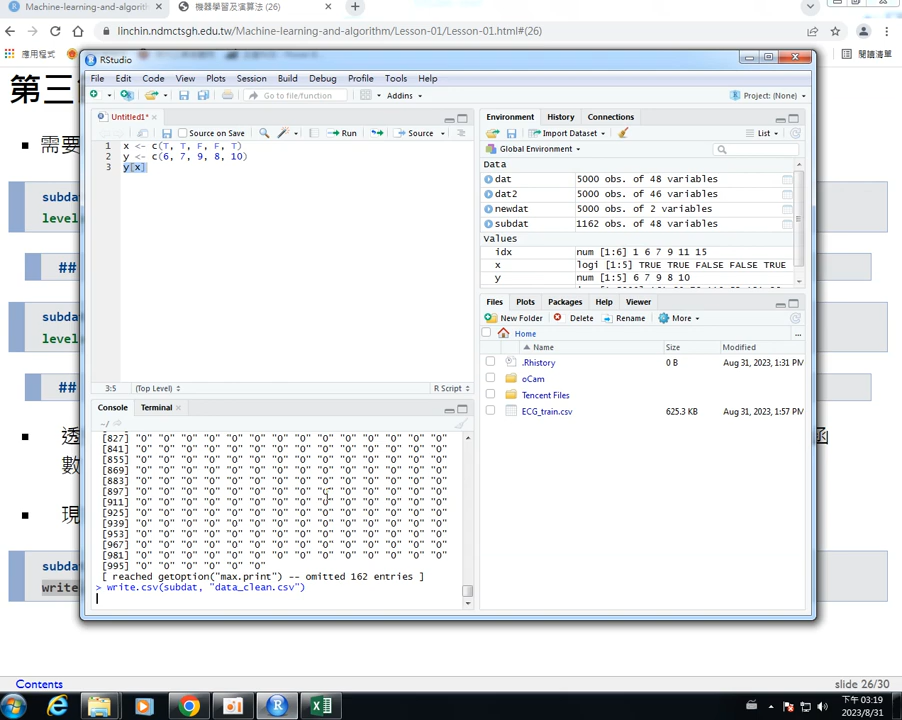 Machine-learning and algorithm
機器學習及演算法 (26)
linchin.ndmctsgh.edu.tw/Machine-learning-and-algorithm/Lesson-01/Lesson-01.html#(26)
應用程式
閱讀清單
第三
RStudio
File Edit Code View Plots Session Build Debug Profile Tools Help
Go to file/function
Addins
Project: (None)
Untitled1*
Source on Save
Run
Source
1 x <- c(T, T, F, F, T)
2 y <- c(6, 7, 9, 8, 10)
3 y[x]
3:5 (Top Level) R Script
Environment History Connections
Import Dataset
List
Global Environment
Data
dat 5000 obs. of 48 variables
dat2 5000 obs. of 46 variables
newdat 5000 obs. of 2 variables
subdat 1162 obs. of 48 variables
Values
idx num [1:6] 1 6 7 9 11 15
x logi [1:5] TRUE TRUE FALSE FALSE TRUE
y num [1:5] 6 7 9 8 10
Files Plots Packages Help Viewer
New Folder Delete Rename More
Home
...
Name Size Modified
.Rhistory 0 B Aug 31, 2023, 1:31 PM
oCam
Tencent Files
ECG_train.csv 625.3 KB Aug 31, 2023, 1:57 PM
Console Terminal
~/
[827] "0" "0" "0" "0" "0" "0" "0" "0" "0" "0" "0" "0" "0" "0"
[841] "0" "0" "0" "0" "0" "0" "0" "0" "0" "0" "0" "0" "0" "0"
[855] "0" "0" "0" "0" "0" "0" "0" "0" "0" "0" "0" "0" "0" "0"
[869] "0" "0" "0" "0" "0" "0" "0" "0" "0" "0" "0" "0" "0" "0"
[883] "0" "0" "0" "0" "0" "0" "0" "0" "0" "0" "0" "0" "0" "0"
[897] "0" "0" "0" "0" "0" "0" "0" "0" "0" "0" "0" "0" "0" "0"
[911] "0" "0" "0" "0" "0" "0" "0" "0" "0" "0" "0" "0" "0" "0"
[925] "0" "0" "0" "0" "0" "0" "0" "0" "0" "0" "0" "0" "0" "0"
[939] "0" "0" "0" "0" "0" "0" "0" "0" "0" "0" "0" "0" "0" "0"
[953] "0" "0" "0" "0" "0" "0" "0" "0" "0" "0" "0" "0" "0" "0"
[967] "0" "0" "0" "0" "0" "0" "0" "0" "0" "0" "0" "0" "0" "0"
[981] "0" "0" "0" "0" "0" "0" "0" "0" "0" "0" "0" "0" "0" "0"
[995] "0" "0" "0" "0" "0" "0"
[ reached getOption("max.print") -- omitted 162 entries ]
> write.csv(subdat, "data_clean.csv")
需要
subda
level
##
subda
level
##
透
函
數
現
subda
write
Contents
slide 26/30
下午 03:19
2023/8/31